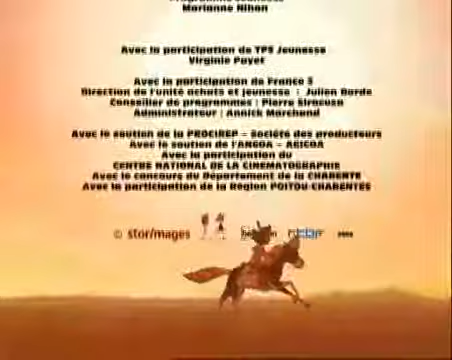 Marianne Nihon
Avec la participation de TPS Jeunesse
Virginie Payet
Avec la participation de France 5
Direction de l'unité achats et jeunesse : Julien Borde
Conseiller de programmes : Pierre Siracusa
Administrateur : Annick Marchand
Avec le soutien de la PROCIREP - Société des producteurs
Avec le soutien de l'ANGOA - AGICOA
Avec la participation du
CENTRE NATIONAL DE LA CINEMATOGRAPHIE
Avec le concours du Département de la CHARENTE
Avec la participation de la Région POITOU-CHARENTES
© storimages